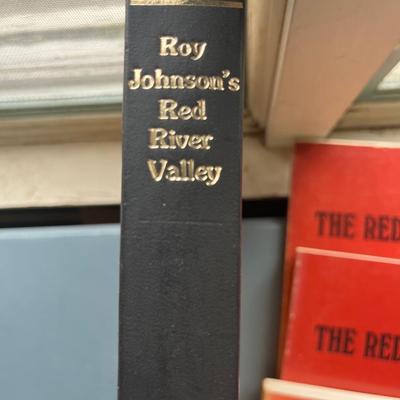 Roy
Johnson's
Red
River
Valley
THE RED
THE RED